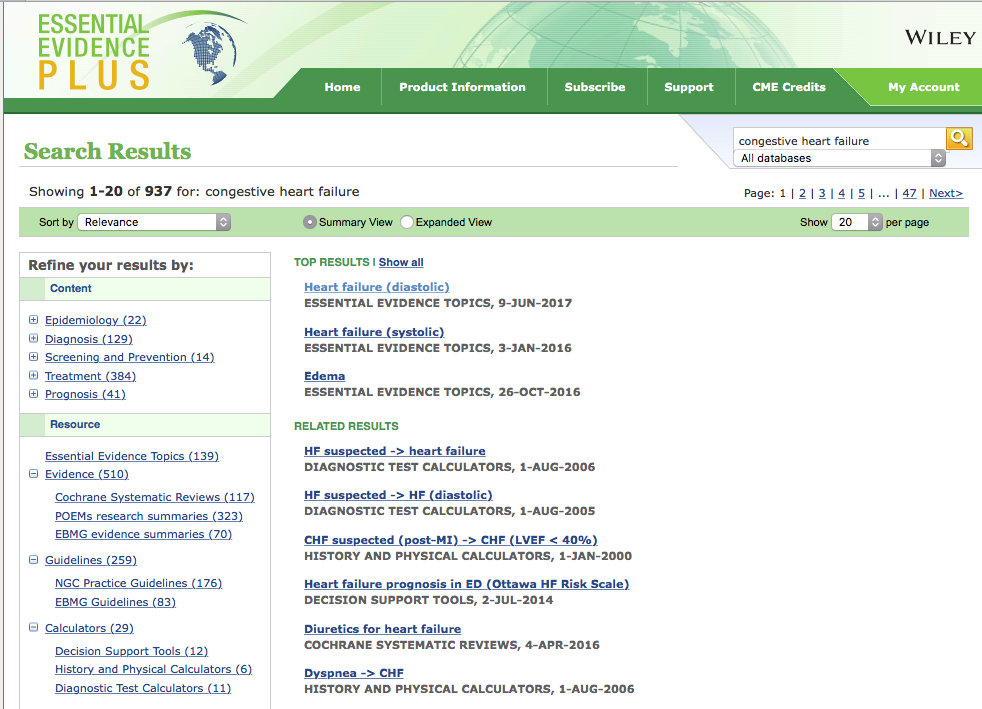 ESSENTIAL
EVIDENCE
PLUS
WILEY
Home
Product Information
Subscribe
Support
CME Credits
My Account
Search Results
congestive heart failure
All databases
Showing 1-20 of 937 for: congestive heart failure
Page: 1 | 2 | 3 | 4 | 5 | ... | 47 | Next>
Sort by Relevance
Summary View
Expanded View
Show 20 per page
Refine your results by:
Content
Epidemiology (22)
Diagnosis (129)
Screening and Prevention (14)
Treatment (384)
Prognosis (41)
Resource
Essential Evidence Topics (139)
Evidence (510)
Cochrane Systematic Reviews (117)
POEMs research summaries (323)
EBMG evidence summaries (70)
Guidelines (259)
NGC Practice Guidelines (176)
EBMG Guidelines (83)
Calculators (29)
Decision Support Tools (12)
History and Physical Calculators (6)
Diagnostic Test Calculators (11)
TOP RESULTS | Show all
Heart failure (diastolic)
ESSENTIAL EVIDENCE TOPICS, 9-JUN-2017
Heart failure (systolic)
ESSENTIAL EVIDENCE TOPICS, 3-JAN-2016
Edema
ESSENTIAL EVIDENCE TOPICS, 26-OCT-2016
RELATED RESULTS
HF suspected -> heart failure
DIAGNOSTIC TEST CALCULATORS, 1-AUG-2006
HF suspected -> HF (diastolic)
DIAGNOSTIC TEST CALCULATORS, 1-AUG-2005
CHF suspected (post-MI) -> CHF (LVEF < 40%)
HISTORY AND PHYSICAL CALCULATORS, 1-JAN-2000
Heart failure prognosis in ED (Ottawa HF Risk Scale)
DECISION SUPPORT TOOLS, 2-JUL-2014
Diuretics for heart failure
COCHRANE SYSTEMATIC REVIEWS, 4-APR-2016
Dyspnea -> CHF
HISTORY AND PHYSICAL CALCULATORS, 1-AUG-2006